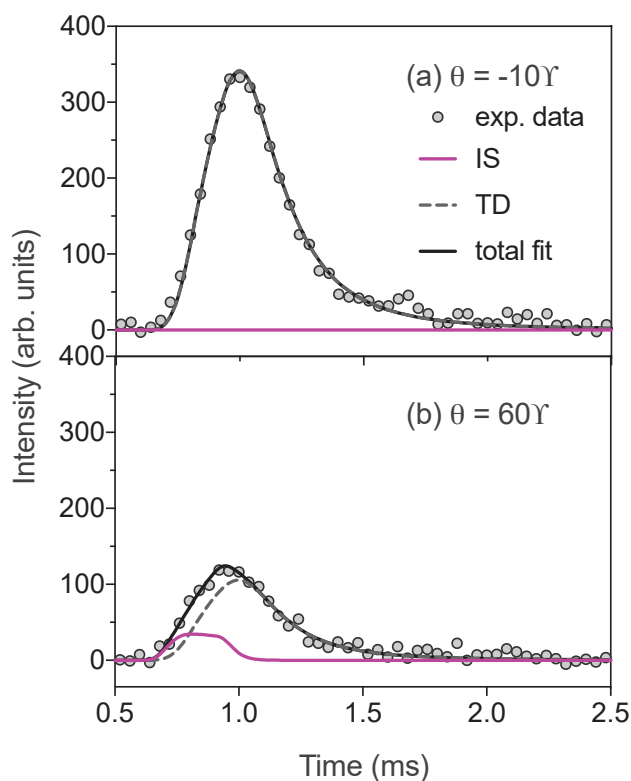 400
300
200
100
0
(a) θ = -10ϒ
exp. data
IS
TD
total fit
400
300
200
100
0
(b) θ = 60ϒ
0.5 1.0 1.5 2.0 2.5
Time (ms)
Intensity (arb. units)